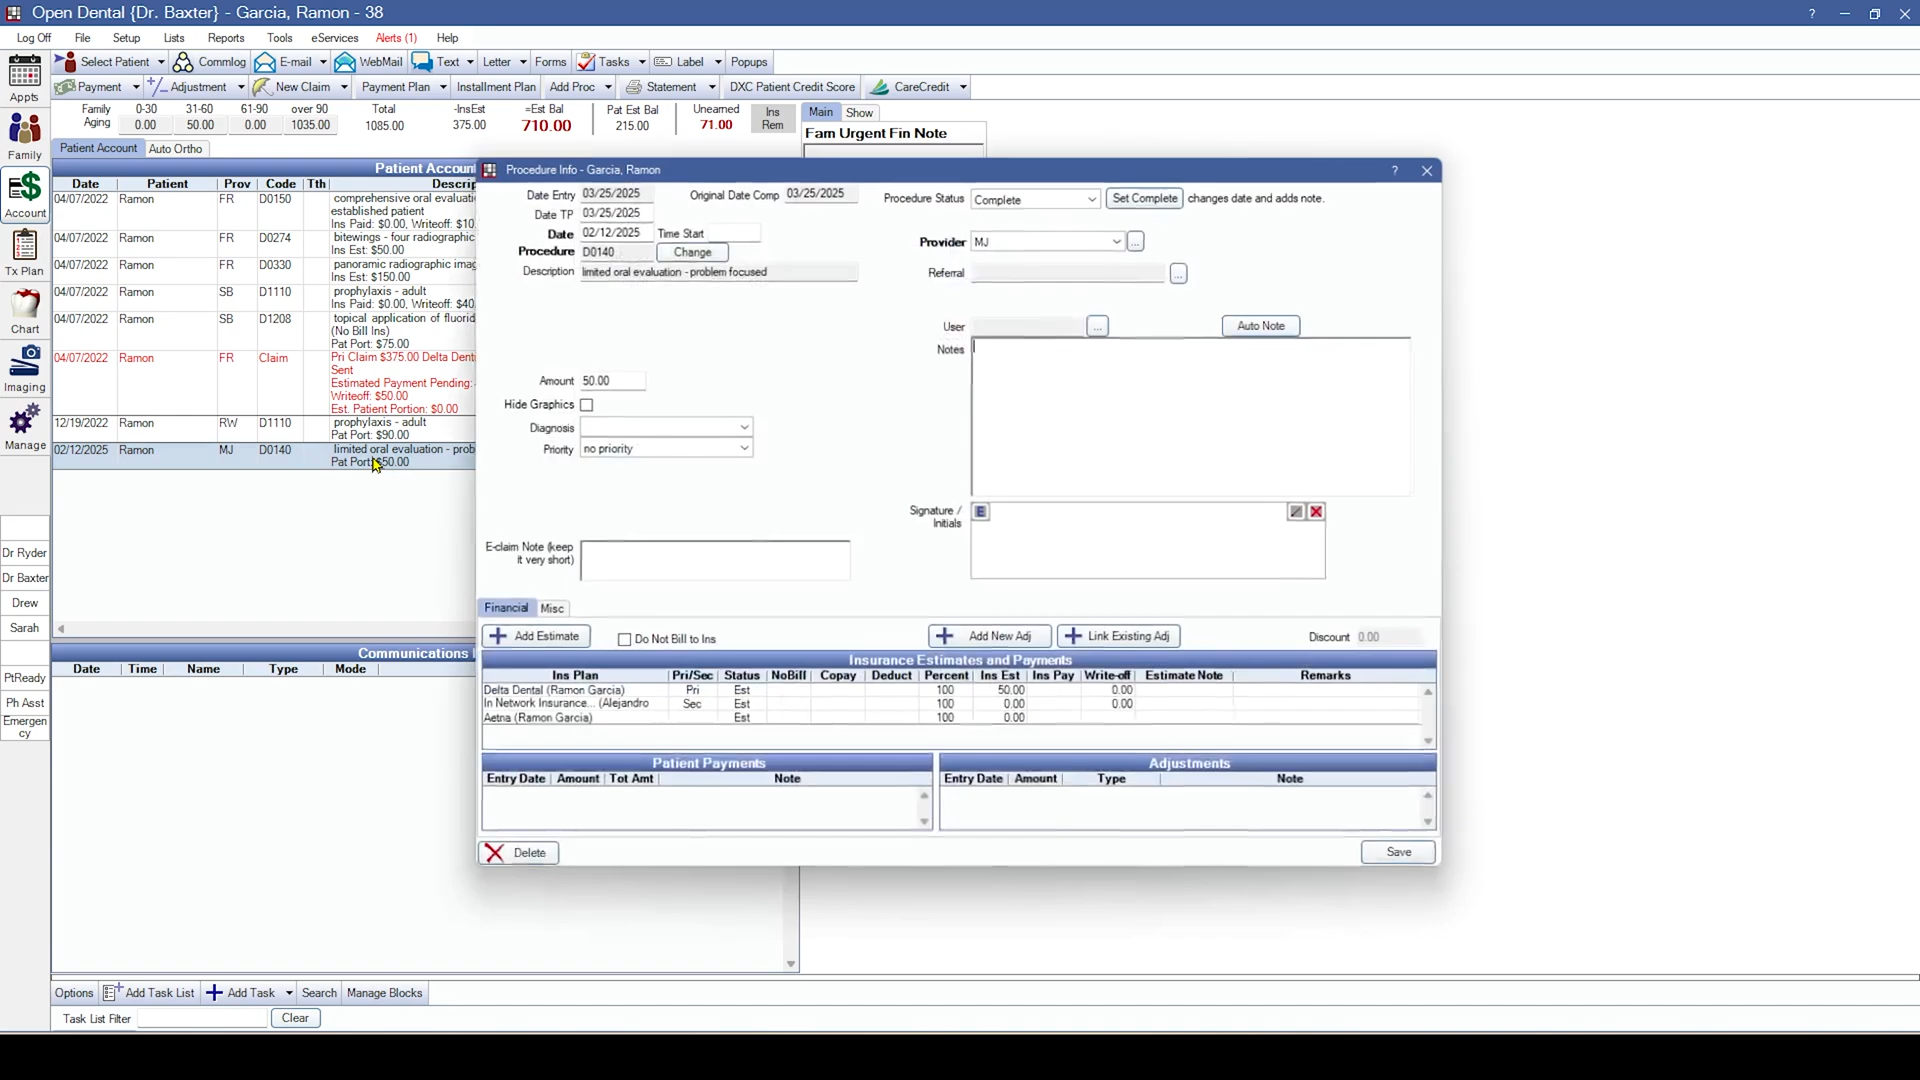 Open Dental {Dr. Baxter} - Garcia, Ramon - 38
Log Off File Setup Lists Reports Tools eServices Alerts (1) Help
Select Patient Commlog E-mail WebMail Text Letter Forms Tasks Label Popups
Payment Adjustment New Claim Payment Plan Installment Plan Add Proc Statement DXC Patient Credit Score CareCredit
Appts
Family
Account
Tx Plan
Chart
Imaging
Manage
Dr Ryder
Dr Baxter
Drew
Sarah
PtReady
Ph Asst
Emergen
cy
Family
Aging
0-30 31-60 61-90 over 90 Total -InsEst =Est Bal Pat Est Bal Unearned
0.00 50.00 0.00 1035.00 1085.00 375.00 710.00 215.00 71.00
Ins
Rem
Main Show
Fam Urgent Fin Note
Patient Account Auto Ortho
Patient Accoun
Date Patient Prov Code Tth Descrip
04/07/2022 Ramon FR D0150 comprehensive oral evaluati
established patient
Ins Paid: $0.00, Writeoff: $10
04/07/2022 Ramon FR D0274 bitewings - four radiographic
Ins Est: $50.00
04/07/2022 Ramon FR D0330 panoramic radiographic imag
Ins Est: $150.00
04/07/2022 Ramon SB D1110 prophylaxis - adult
Ins Paid: $0.00, Writeoff: $40
04/07/2022 Ramon SB D1208 topical application of fluorid
(No Bill Ins)
Pat Port: $75.00
04/07/2022 Ramon FR Claim Pri Claim $375.00 Delta Dent
Sent
Estimated Payment Pending:
Writeoff: $50.00
Est. Patient Portion: $0.00
12/19/2022 Ramon RW D1110 prophylaxis - adult
Pat Port: $90.00
02/12/2025 Ramon MJ D0140 limited oral evaluation - prob
Pat Port: $50.00
Communications
Date Time Name Type Mode
Options Add Task List Add Task Search Manage Blocks
Task List Filter Clear
Procedure Info - Garcia, Ramon
Date Entry 03/25/2025 Original Date Comp 03/25/2025
Date TP 03/25/2025
Date 02/12/2025 Time Start
Procedure D0140 Change
Description limited oral evaluation - problem focused
Procedure Status Complete Set Complete changes date and adds note.
Provider MJ ...
Referral ...
User ... Auto Note
Notes
Amount 50.00
Hide Graphics
Diagnosis
Priority no priority
Signature /
Initials
E
E-claim Note (keep
it very short)
Financial Misc
Add Estimate Do Not Bill to Ins Add New Adj Link Existing Adj Discount 0.00
Insurance Estimates and Payments
Ins Plan Pri/Sec Status NoBill Copay Deduct Percent Ins Est Ins Pay Write-off Estimate Note Remarks
Delta Dental (Ramon Garcia) Pri Est 100 50.00 0.00
In Network Insurance... (Alejandro Sec Est 100 0.00 0.00
Aetna (Ramon Garcia) Est 100 0.00
Patient Payments
Entry Date Amount Tot Amt Note
Adjustments
Entry Date Amount Type Note
Delete Save